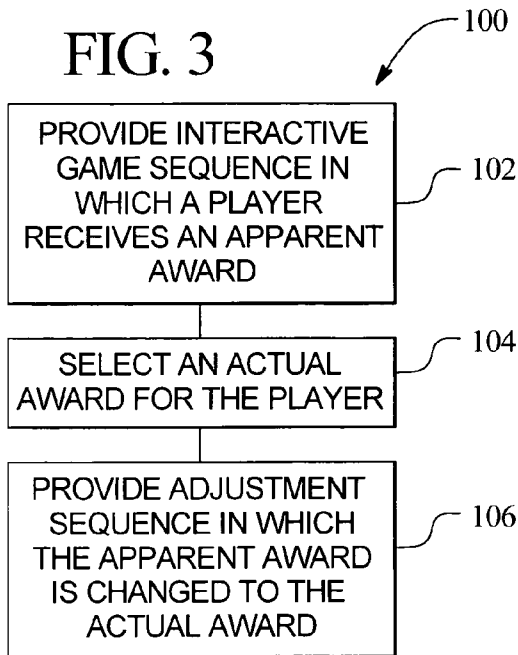 FIG. 3
100
PROVIDE INTERACTIVE
GAME SEQUENCE IN
WHICH A PLAYER
RECEIVES AN APPARENT
AWARD
102
SELECT AN ACTUAL
AWARD FOR THE PLAYER
104
PROVIDE ADJUSTMENT
SEQUENCE IN WHICH
THE APPARENT AWARD
IS CHANGED TO THE
ACTUAL AWARD
106